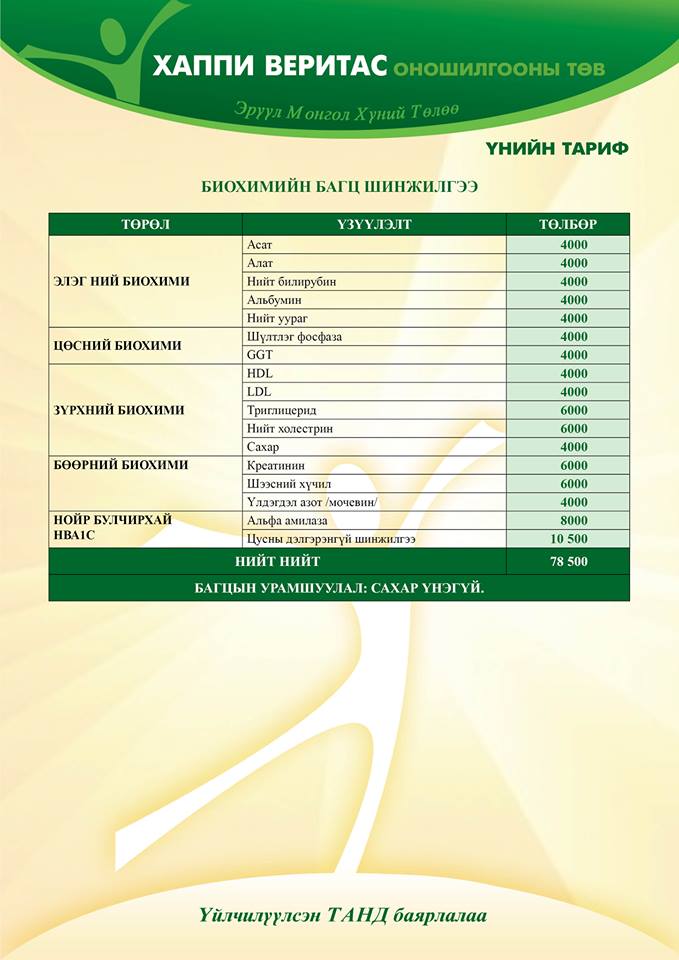 ХАППИ ВЕРИТАС ОНОШИЛГООНЫ ТӨВ
Эрүүл Монгол Хүний Төлөө
ҮНИЙН ТАРИФ
БИОХИМИЙН БАГЦ ШИНЖИЛГЭЭ
ТӨРӨЛ ҮЗҮҮЛЭЛТ ТӨЛБӨР
ЭЛЭГ НИЙ БИОХИМИ
Асат 4000
Алат 4000
Нийт билирубин 4000
Альбумин 4000
Нийт уураг 4000
ЦӨСНИЙ БИОХИМИ
Шүлтлэг фосфаза 4000
GGT 4000
ЗҮРХНИЙ БИОХИМИ
HDL 4000
LDL 4000
Триглицерид 6000
Нийт холестрин 6000
Сахар 4000
БӨӨРНИЙ БИОХИМИ
Креатинин 6000
Шээсний хүчил 6000
Үлдэгдэл азот /мочевин/ 4000
НОЙР БУЛЧИРХАЙ
HBA1C
Альфа амилаза 8000
Цусны дэлгэрэнгүй шинжилгээ 10 500
НИЙТ НИЙТ 78 500
БАГЦЫН УРАМШУУЛАЛ: САХАР ҮНЭГҮЙ.
Үйлчилүүлсэн ТАНД баярлалаа